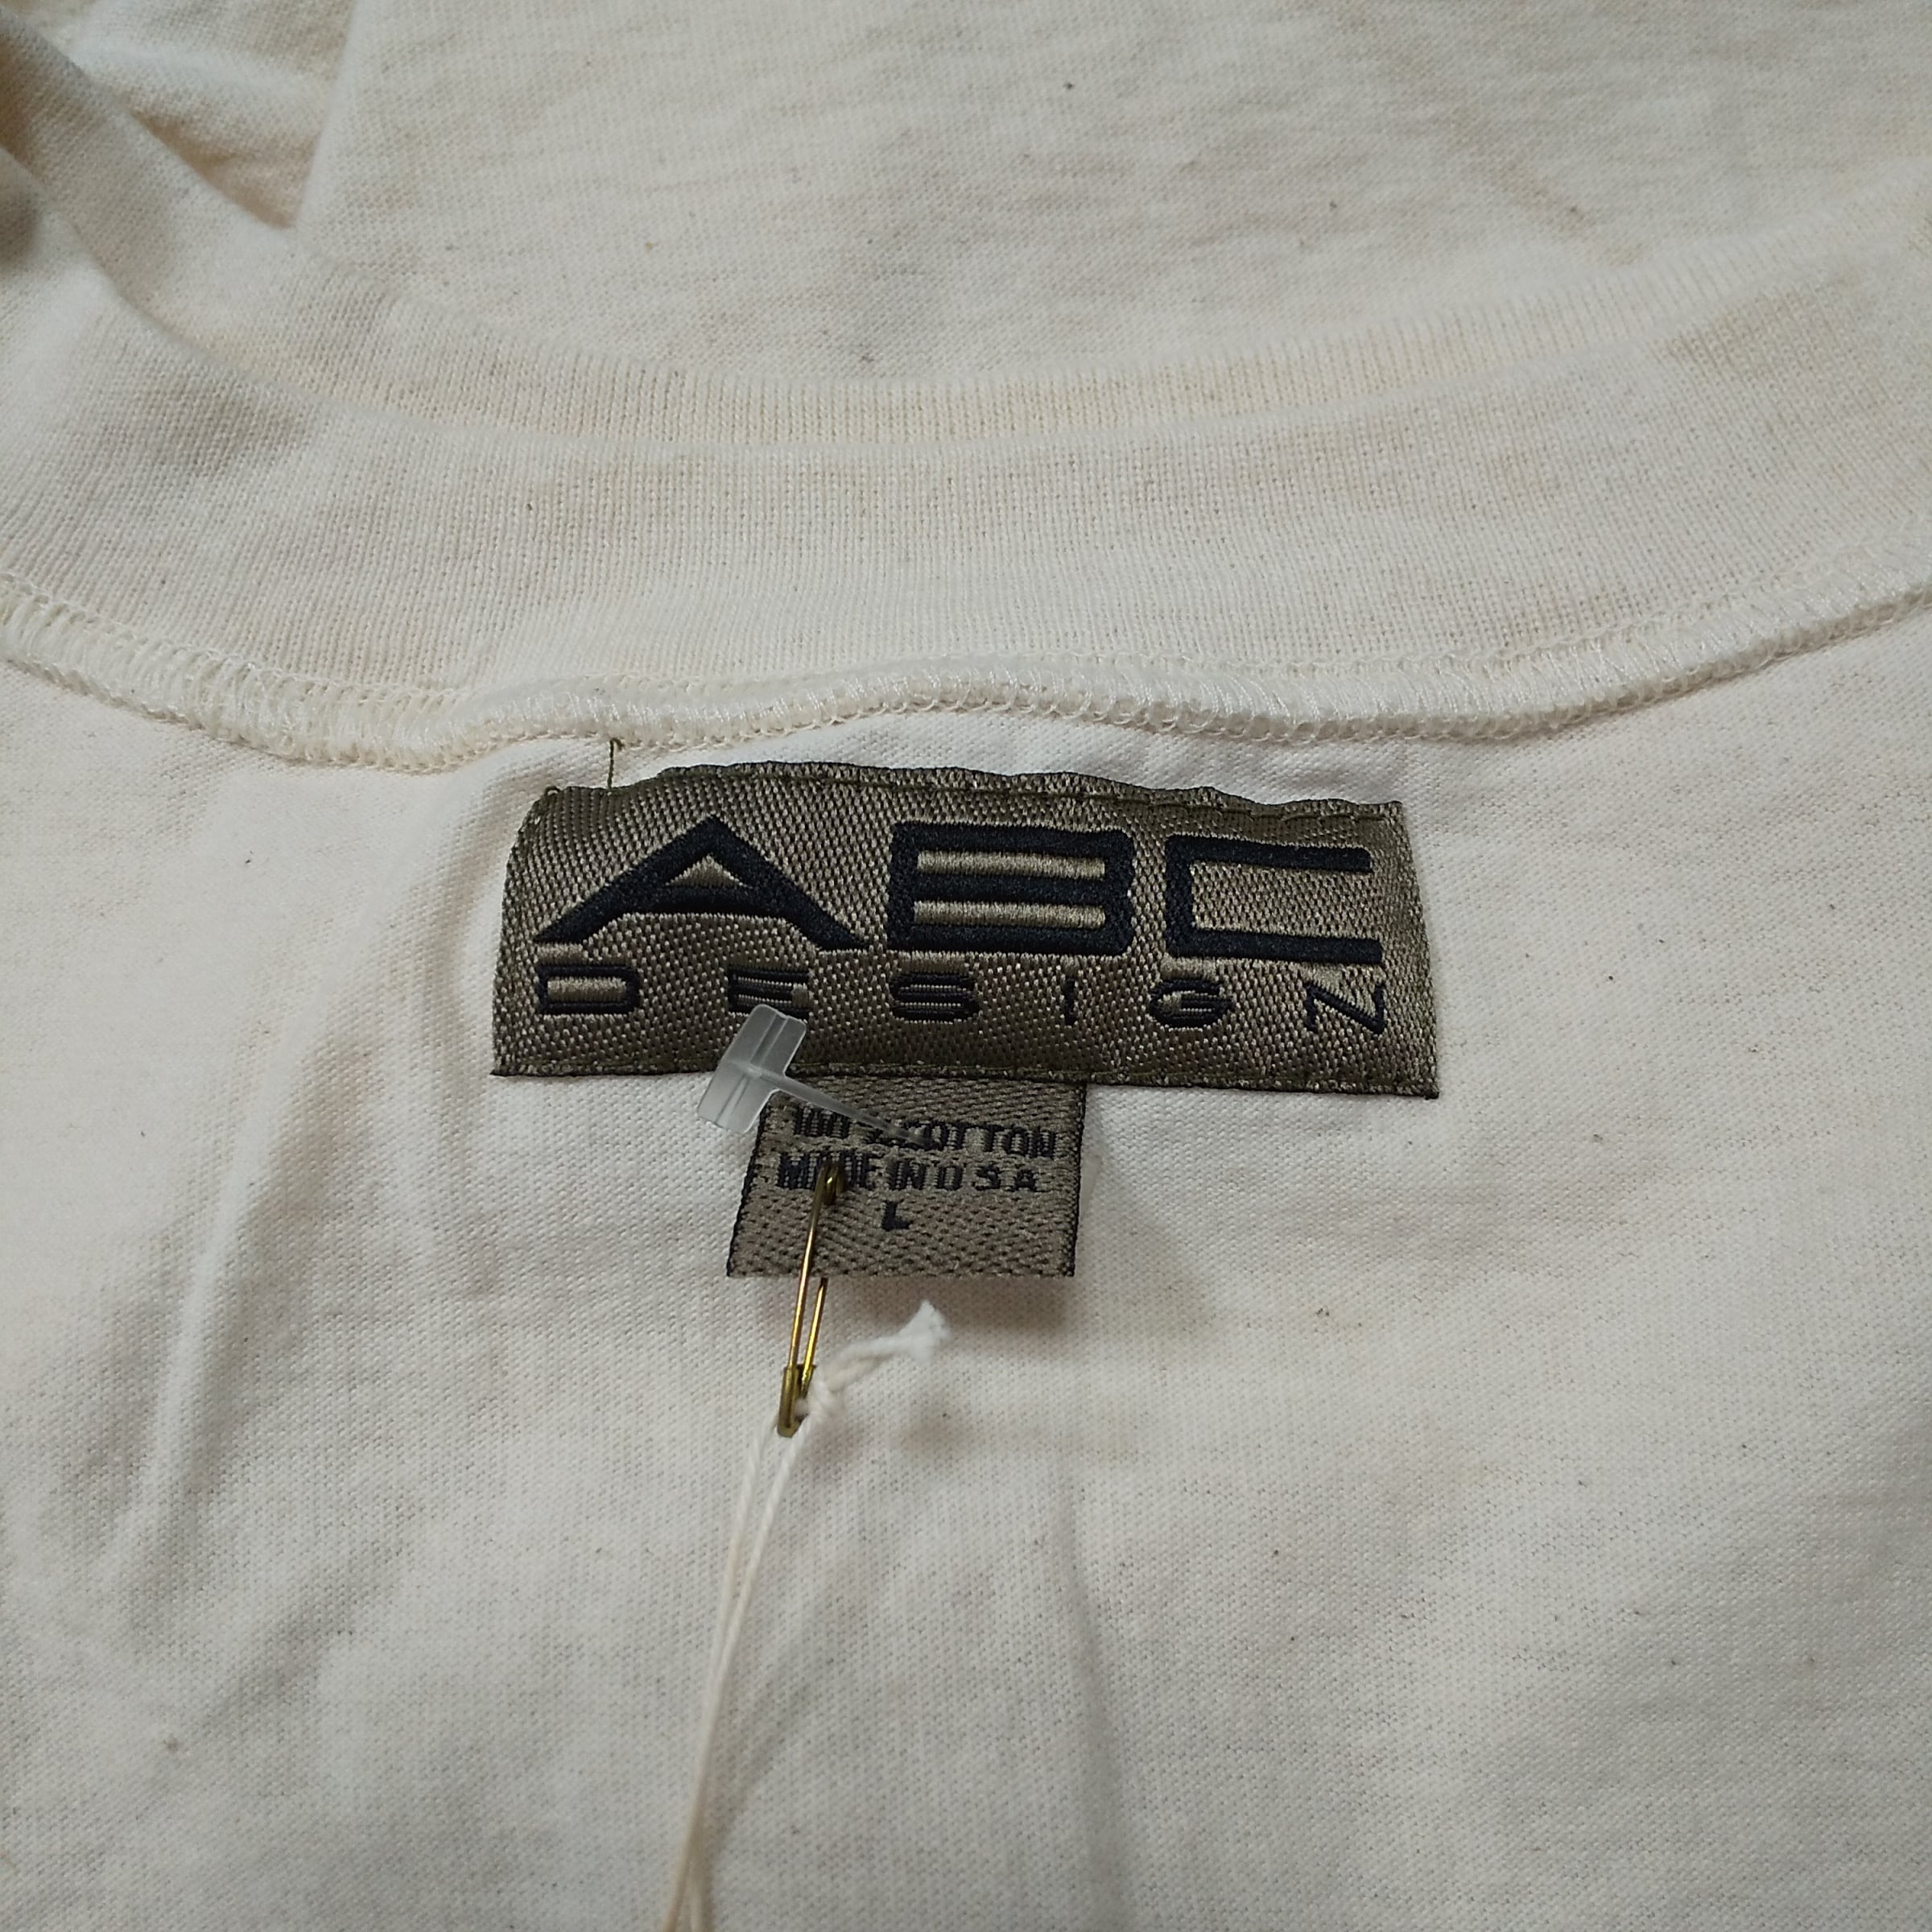 ABC
DESIGN
100% COTTON
MADE IN U S A
L